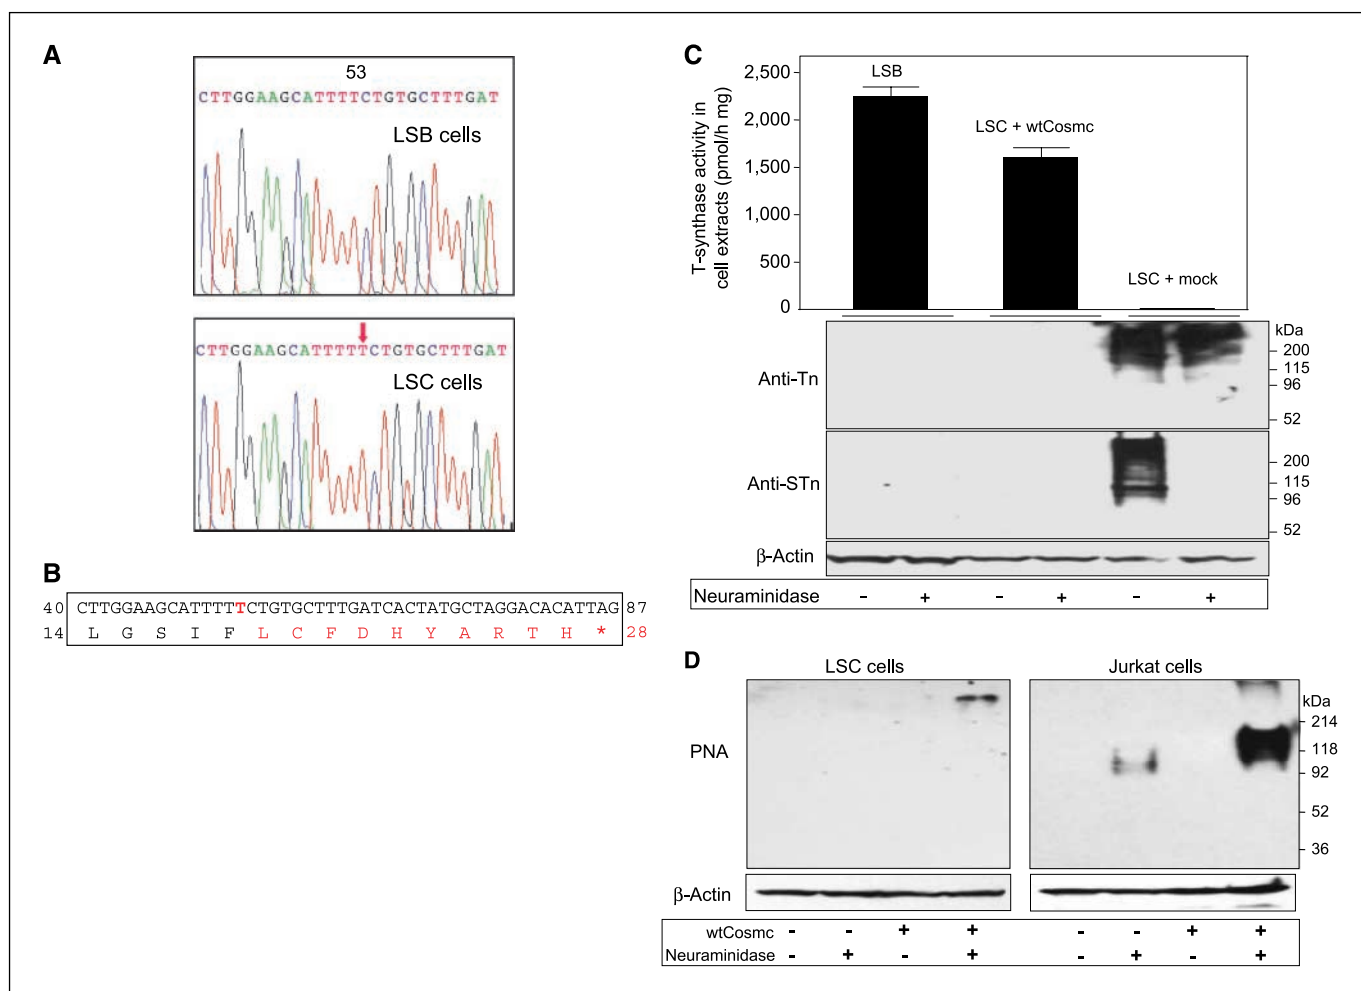 A
53
CTTGGAAGCATTTTCTGTGCTTTGAT
LSB cells
CTTGGAAGCATTTTTCTGTGCTTTGAT
LSC cells
B
40 CTTGGAAGCATTTTTCTGTGCTTTGATCACTATGCTAGGACACATTAG 87
14 L G S I F L C F D H Y A R T H * 28
C
T-synthase activity in
cell extracts (pmol/h mg)
2,500
2,000
1,500
1,000
500
0
LSB
LSC + wtCosmc
LSC + mock
kDa
Anti-Tn
200
115
96
52
Anti-STn
200
115
96
52
β-Actin
Neuraminidase - + - + - +
D
LSC cells
Jurkat cells
kDa
PNA
214
118
92
52
36
β-Actin
wtCosmc - - + + - - + +
Neuraminidase - + - + - + - +